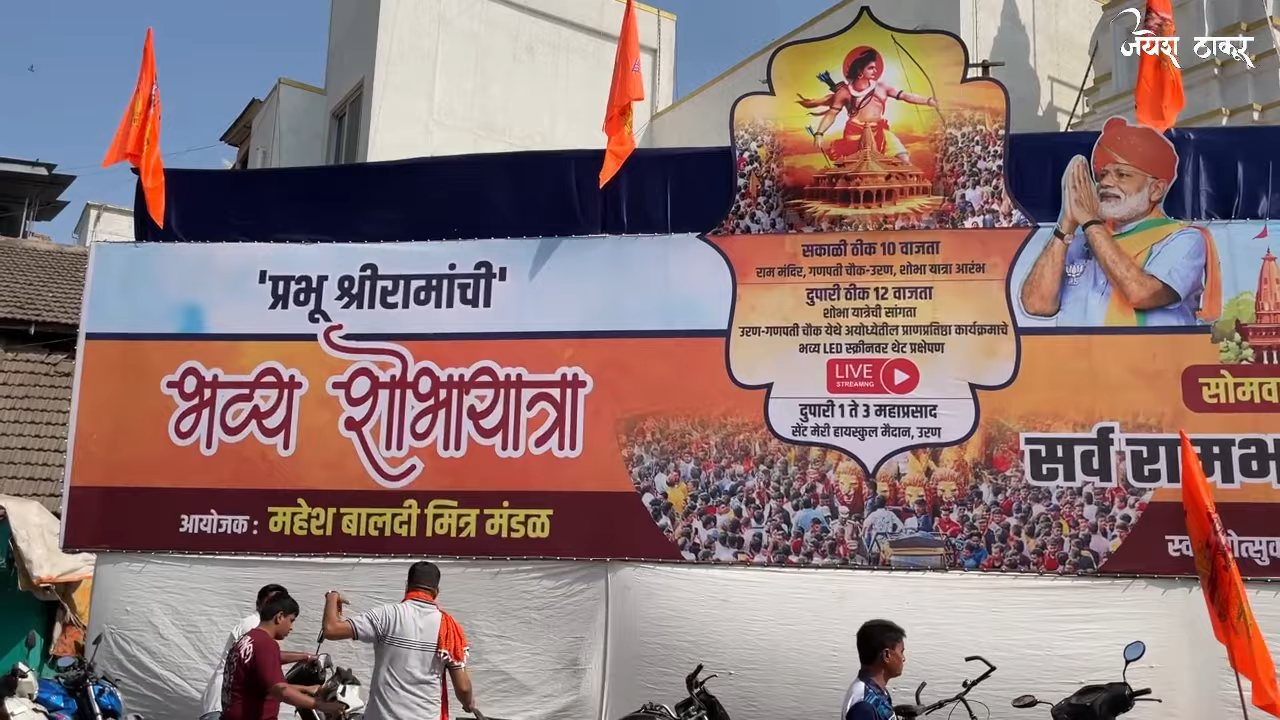 जयेश ठाकूर
'प्रभू श्रीरामांची'
भव्य शोभायात्रा
आयोजक : महेश बालदी मित्र मंडळ
सकाळी ठीक 10 वाजता
राम मंदिर, गणपती चौक-उरण, शोभा यात्रा आरंभ
दुपारी ठीक 12 वाजता
शोभा यात्रेची सांगता
उरण-गणपती चौक येथे अयोध्येतील प्राणप्रतिष्ठा कार्यक्रमाचे
भव्य LED स्क्रीनवर थेट प्रक्षेपण
LIVE
STREAMNG
दुपारी 1 ते 3 महाप्रसाद
सेंट मेरी हायस्कुल मैदान, उरण
सोमव
सर्व रामभ